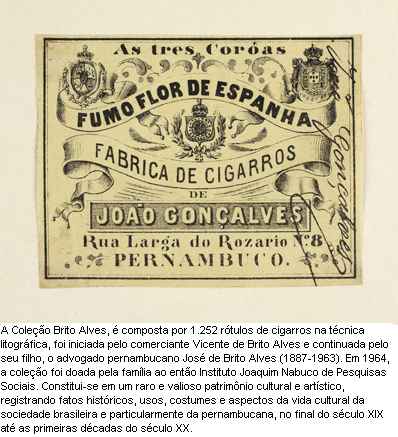 As tres Corôas
FUMO FLOR DE ESPANHA
FABRICA DE CIGARROS
DE
JOÃO GONÇALVES
Rua Larga do Rozario Nº8
PERNAMBUCO.
João Gonçalves
A Coleção Brito Alves, é composta por 1.252 rótulos de cigarros na técnica
litográfica, foi iniciada pelo comerciante Vicente de Brito Alves e continuada pelo
seu filho, o advogado pernambucano José de Brito Alves (1887-1963). Em 1964,
a coleção foi doada pela família ao então Instituto Joaquim Nabuco de Pesquisas
Sociais. Constitui-se em um raro e valioso patrimônio cultural e artístico,
registrando fatos históricos, usos, costumes e aspectos da vida cultural da
sociedade brasileira e particularmente da pernambucana, no final do século XIX
até as primeiras décadas do século XX.